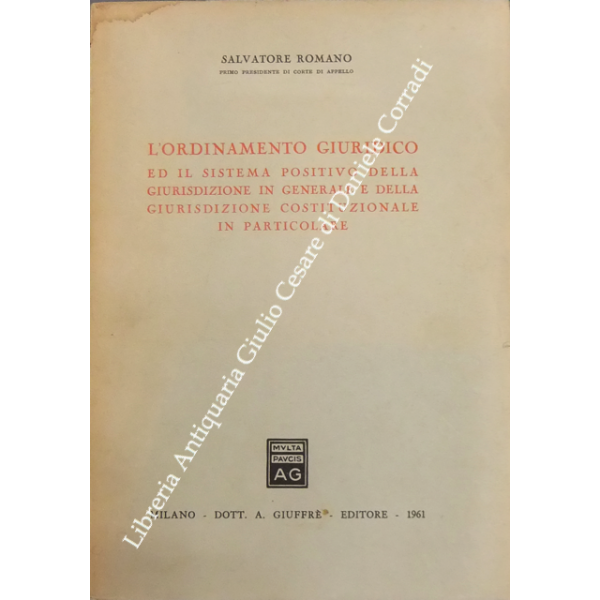 SALVATORE ROMANO
PRIMO PRESIDENTE DI CORTE DI APPELLO
L'ORDINAMENTO GIURIDICO
ED IL SISTEMA POSITIVO DELLA
GIURISDIZIONE IN GENERALE E DELLA
GIURISDIZIONE COSTITUZIONALE
IN PARTICOLARE
MVLTA
PAVCIS
AG
MILANO - DOTT. A. GIUFFRÈ - EDITORE - 1961
Libreria Antiquaria Giulio Cesare di Daniele Corradi